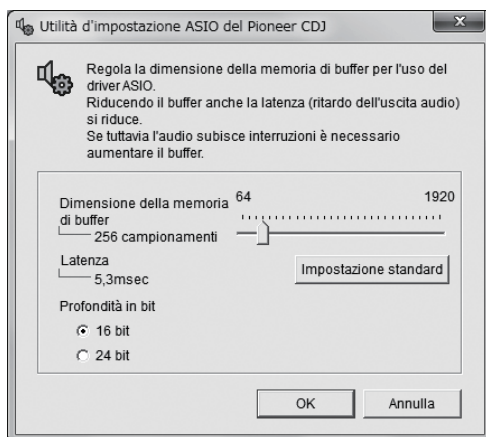 Utilità d'impostazione ASIO del Pioneer CDJ
Regola la dimensione della memoria di buffer per l'uso del
driver ASIO.
Riducendo il buffer anche la latenza (ritardo dell'uscita audio)
si riduce.
Se tuttavia l'audio subisce interruzioni è necessario
aumentare il buffer.
Dimensione della memoria
di buffer
256 campionamenti
64
1920
Latenza
5,3msec
Impostazione standard
Profondità in bit
16 bit
24 bit
OK
Annulla